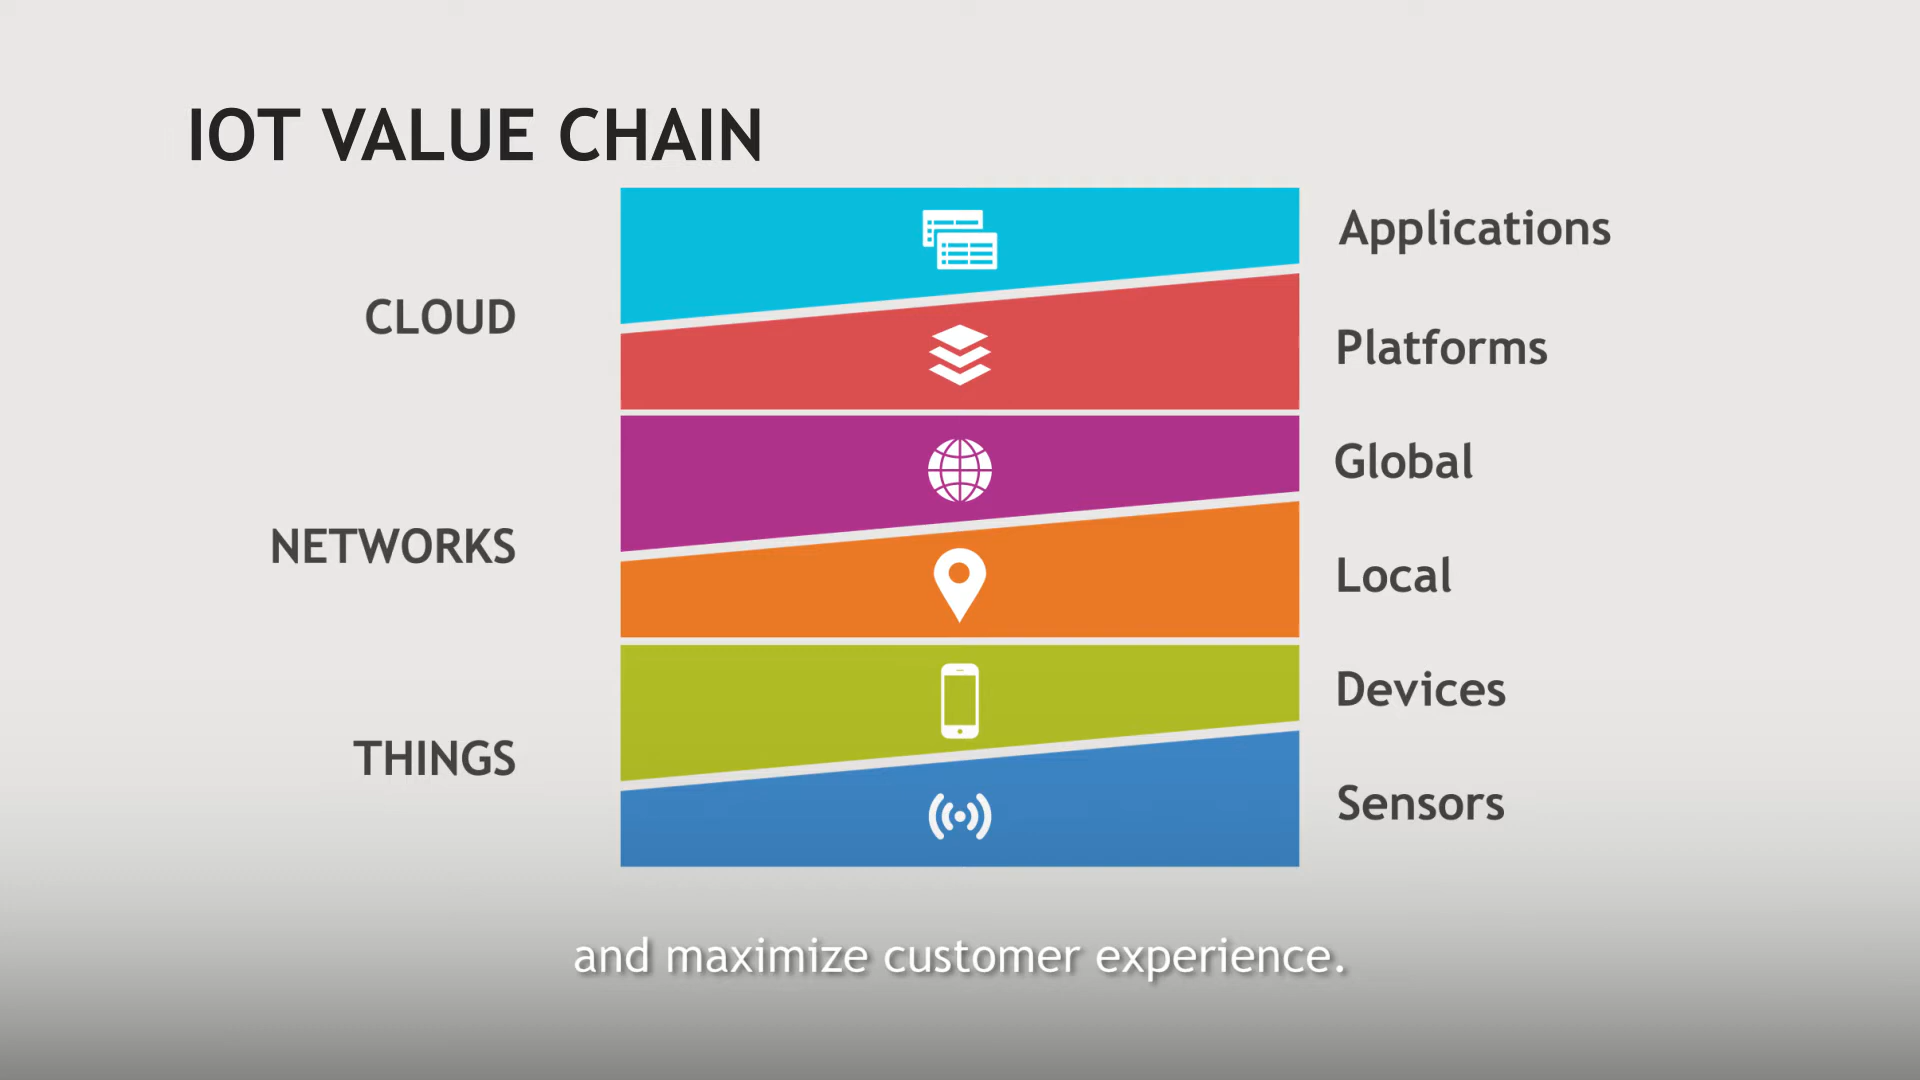 IOT VALUE CHAIN
Applications
CLOUD
Platforms
Global
NETWORKS
Local
Devices
THINGS
Sensors
and maximize customer experience.